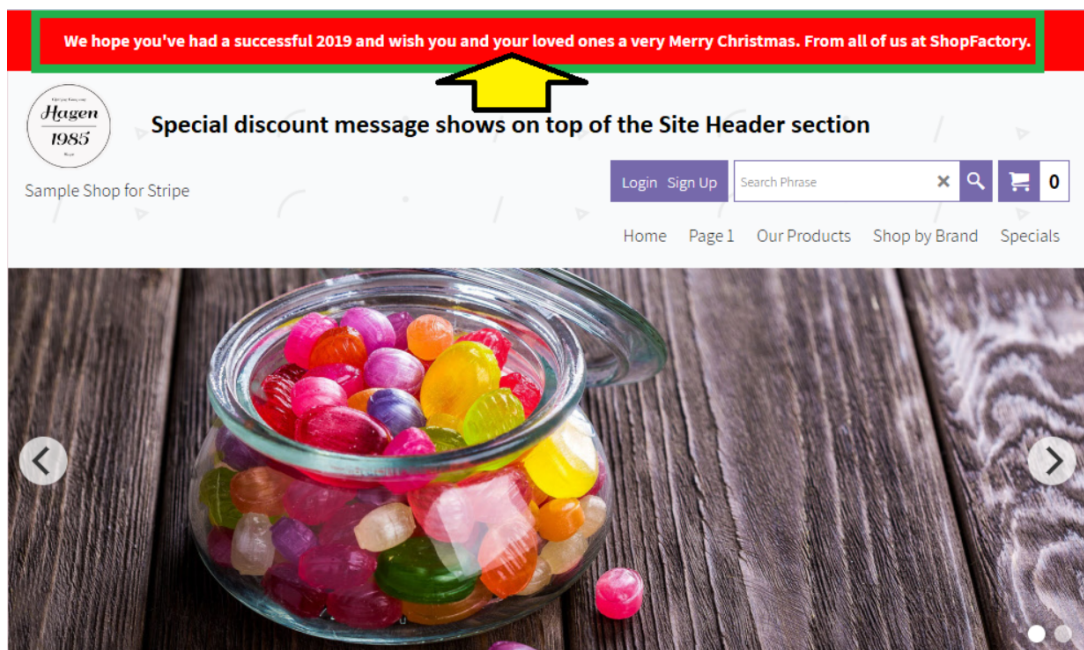 We hope you've had a successful 2019 and wish you and your loved ones a very Merry Christmas. From all of us at ShopFactory.
Hagen
1985
Special discount message shows on top of the Site Header section
Sample Shop for Stripe
Login Sign Up
Search Phrase
0
Home Page 1 Our Products Shop by Brand Specials